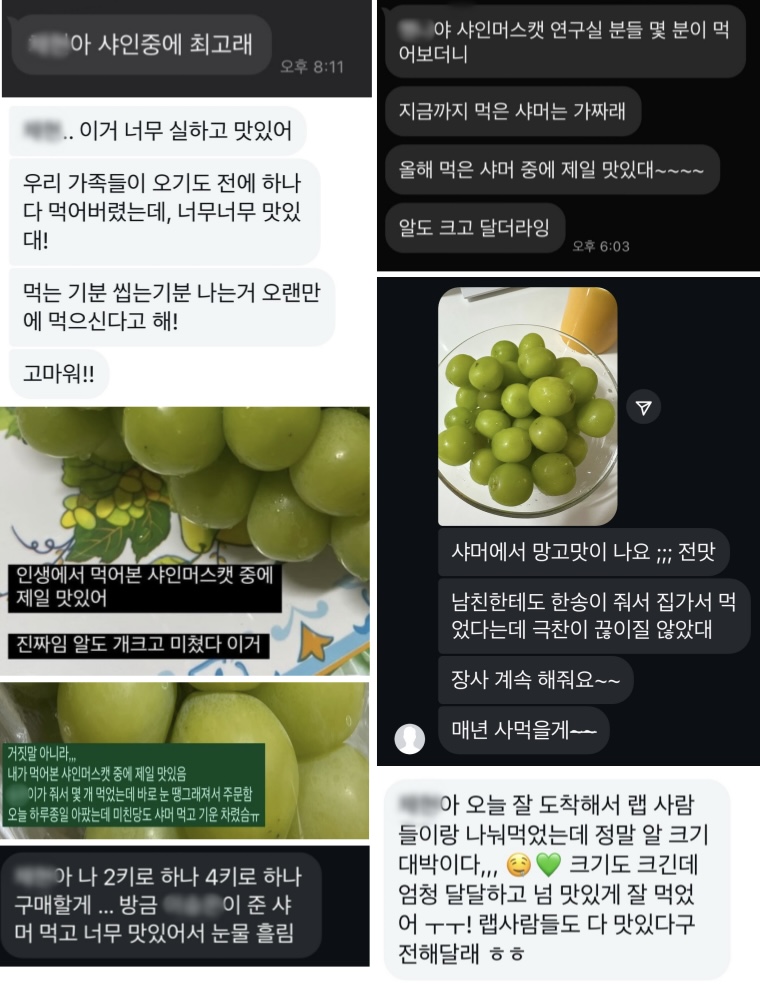 아 샤인중에 최고래
오후 8:11
.. 이거 너무 실하고 맛있어
우리 가족들이 오기도 전에 하나
다 먹어버렸는데, 너무너무 맛있
대!
먹는 기분 씹는기분 나는거 오랜만
에 먹으신다고 해!
고마워!!
인생에서 먹어본 샤인머스캣 중에
제일 맛있어
진짜임 알도 개크고 미쳤다 이거
거짓말 아니라,,,
내가 먹어본 샤인머스캣 중에 제일 맛있음
이가 줘서 몇 개 먹었는데 바로 눈 땡그래져서 주문함
오늘 하루종일 아팠는데 미친당도 샤머 먹고 기운 차렸슴ㅠ
아 나 2키로 하나 4키로 하나
구매할게 ... 방금 이 준 샤
머 먹고 너무 맛있어서 눈물 흘림
야 샤인머스캣 연구실 분들 몇 분이 먹
어보더니
지금까지 먹은 샤머는 가짜래
올해 먹은 샤머 중에 제일 맛있대~~~~
알도 크고 달더라잉
오후 6:03
샤머에서 망고맛이 나요 ;;; 전맛
남친한테도 한송이 줘서 집가서 먹
었다는데 극찬이 끊이질 않았대
장사 계속 해줘요~~
매년 사먹을게~~
아 오늘 잘 도착해서 랩 사람
들이랑 나눠먹었는데 정말 알 크기
대박이다,,, 🤤💚 크기도 크긴데
엄청 달달하고 넘 맛있게 잘 먹었
어 ㅜㅜ! 랩사람들도 다 맛있다구
전해달래 ㅎㅎ